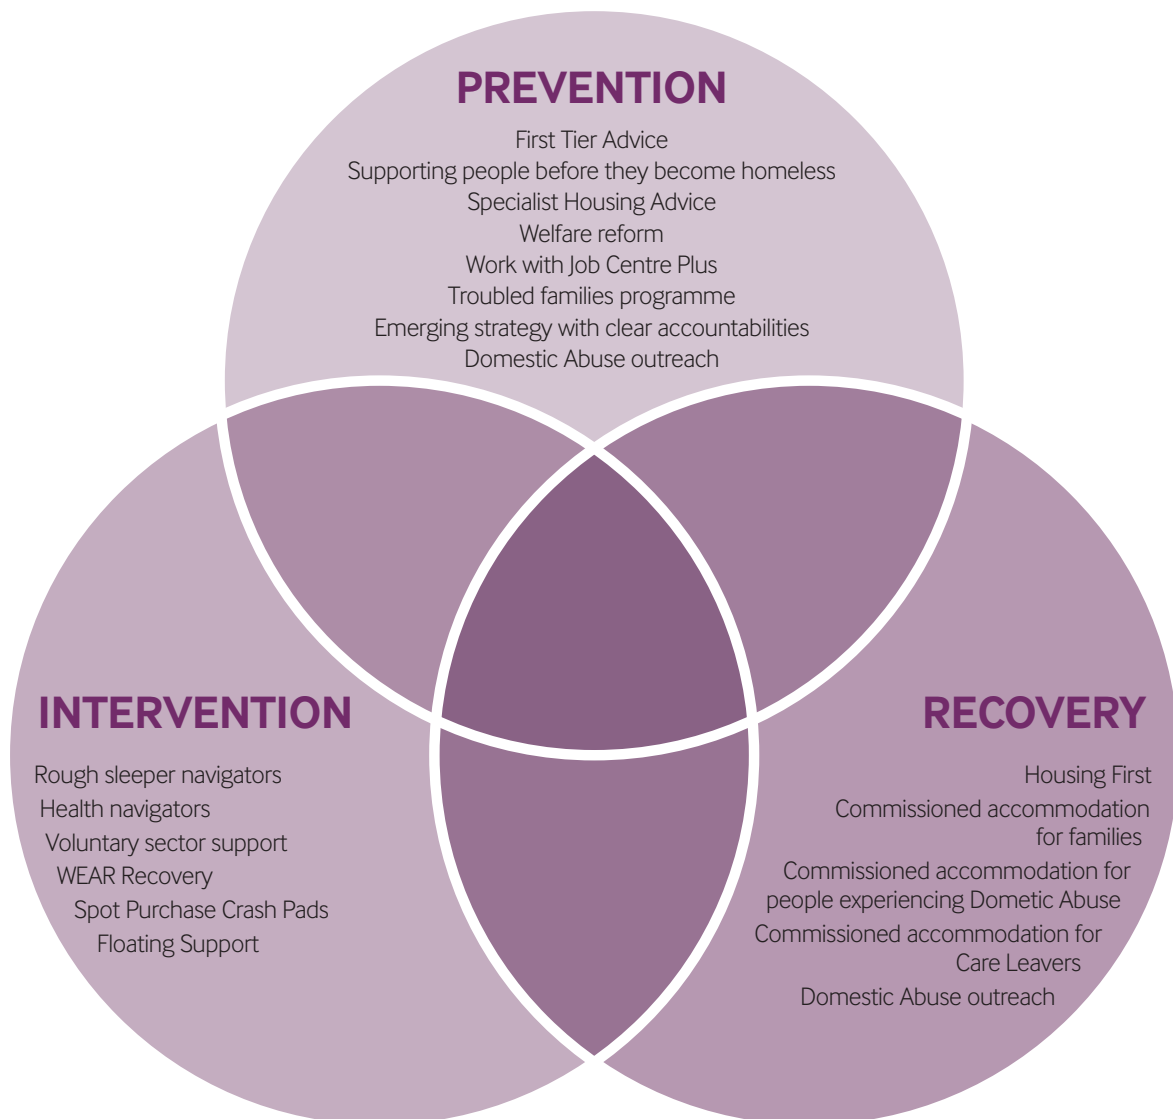 PREVENTION
First Tier Advice
Supporting people before they become homeless
Specialist Housing Advice
Welfare reform
Work with Job Centre Plus
Troubled families programme
Emerging strategy with clear accountabilities
Domestic Abuse outreach
INTERVENTION
Rough sleeper navigators
Health navigators
Voluntary sector support
WEAR Recovery
Spot Purchase Crash Pads
Floating Support
RECOVERY
Housing First
Commissioned accommodation
for families
Commissioned accommodation for
people experiencing Dometic Abuse
Commissioned accommodation for
Care Leavers
Domestic Abuse outreach